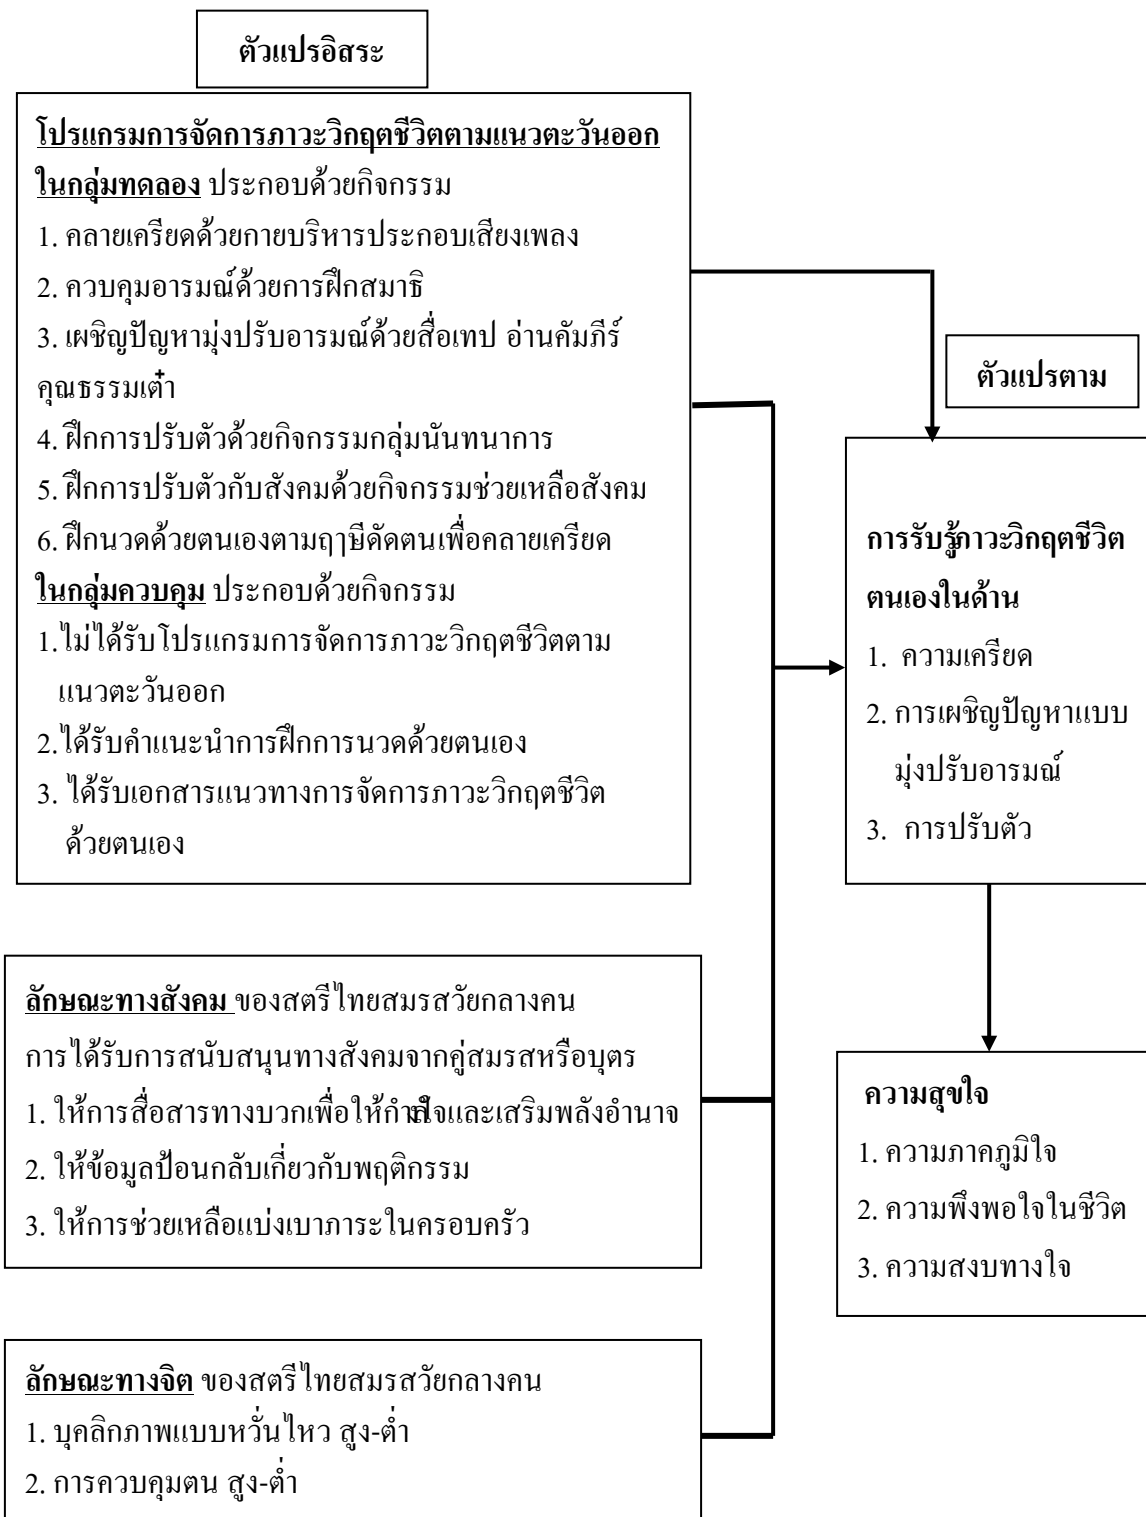 ตัวแปรอิสระ
โปรแกรมการจัดการภาวะวิกฤตชีวิตตามแนวตะวันออก
ในกลุ่มทดลอง ประกอบด้วยกิจกรรม
1. คลายเครียดด้วยกายบริหารประกอบเสียงเพลง
2. ควบคุมอารมณ์ด้วยการฝึกสมาธิ
3. เผชิญปัญหามุ่งปรับอารมณ์ด้วยสื่อเทป อ่านคัมภีร์
คุณธรรมเต๋า
4. ฝึกการปรับตัวด้วยกิจกรรมกลุ่มนันทนาการ
5. ฝึกการปรับตัวกับสังคมด้วยกิจกรรมช่วยเหลือสังคม
6. ฝึกนวดด้วยตนเองตามฤาษีดัดตนเพื่อคลายเครียด
ในกลุ่มควบคุม ประกอบด้วยกิจกรรม
1.ไม่ได้รับโปรแกรมการจัดการภาวะวิกฤตชีวิตตาม
แนวตะวันออก
2.ได้รับคำแนะนำการฝึกการนวดด้วยตนเอง
3. ได้รับเอกสารแนวทางการจัดการภาวะวิกฤตชีวิต
ด้วยตนเอง
ตัวแปรตาม
การรับรู้ภาวะวิกฤตชีวิต
ตนเองในด้าน
1. ความเครียด
2. การเผชิญปัญหาแบบ
มุ่งปรับอารมณ์
3. การปรับตัว
ลักษณะทางสังคม ของสตรีไทยสมรสวัยกลางคน
การได้รับการสนับสนุนทางสังคมจากคู่สมรสหรือบุตร
1. ให้การสื่อสารทางบวกเพื่อให้กำลังใจและเสริมพลังอำนาจ
2. ให้ข้อมูลป้อนกลับเกี่ยวกับพฤติกรรม
3. ให้การช่วยเหลือแบ่งเบาภาระในครอบครัว
ความสุขใจ
1. ความภาคภูมิใจ
2. ความพึงพอใจในชีวิต
3. ความสงบทางใจ
ลักษณะทางจิต ของสตรีไทยสมรสวัยกลางคน
1. บุคลิกภาพแบบหวั่นไหว สูง-ต่ำ
2. การควบคุมตน สูง-ต่ำ